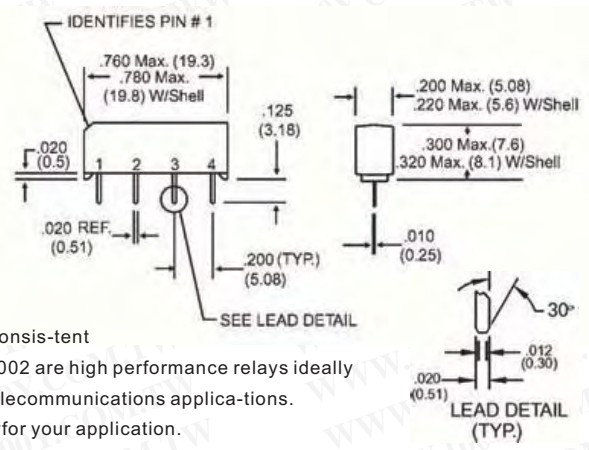 IDENTIFIES PIN # 1
.760 Max. (19.3)
.780 Max.
(19.8) W/Shell
.200 Max. (5.08)
.220 Max. (5.6) W/Shell
.125
(3.18)
.300 Max.(7.6)
.320 Max. (8.1) W/Shell
.020
(0.5)
1 2 3 4
.020 REF.
(0.51)
.200 (TYP.)
(5.08)
.010
(0.25)
SEE LEAD DETAIL
30°
onsis-tent
002 are high performance relays ideally
elecommunications applica-tions.
for your application.
.012
(0.30)
.020
(0.51)
LEAD DETAIL
(TYP.)